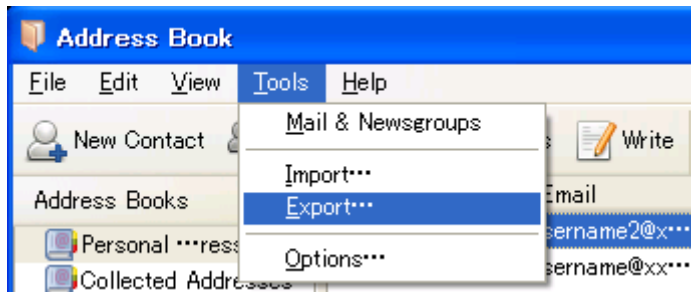 Address Book
File Edit View Tools Help
New Contact Write
Mail & Newsgroups
Import...
Export...
Options...
Address Books
Personal ...ress
Collected Addresses
Email
sername2@x...
sername@xx...